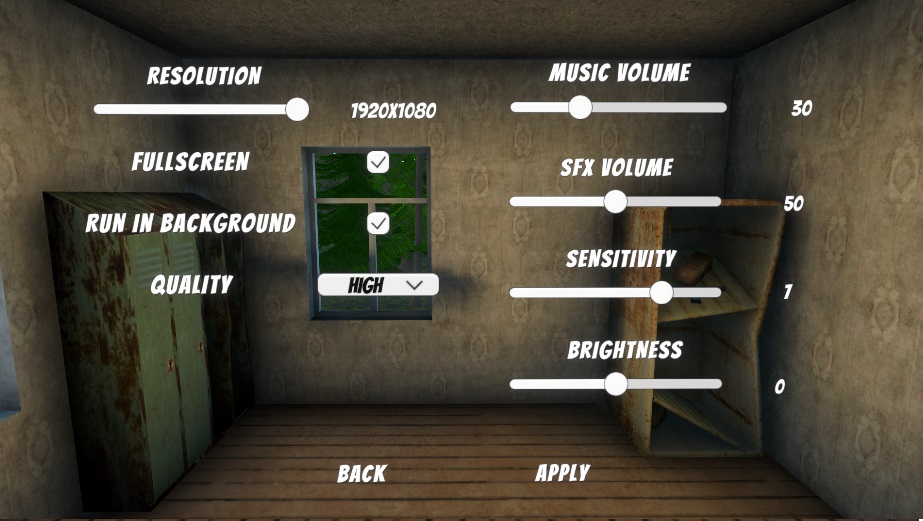 RESOLUTION
1920X1080
FULLSCREEN
RUN IN BACKGROUND
QUALITY
HIGH
MUSIC VOLUME
30
SFX VOLUME
50
SENSITIVITY
7
BRIGHTNESS
0
BACK
APPLY